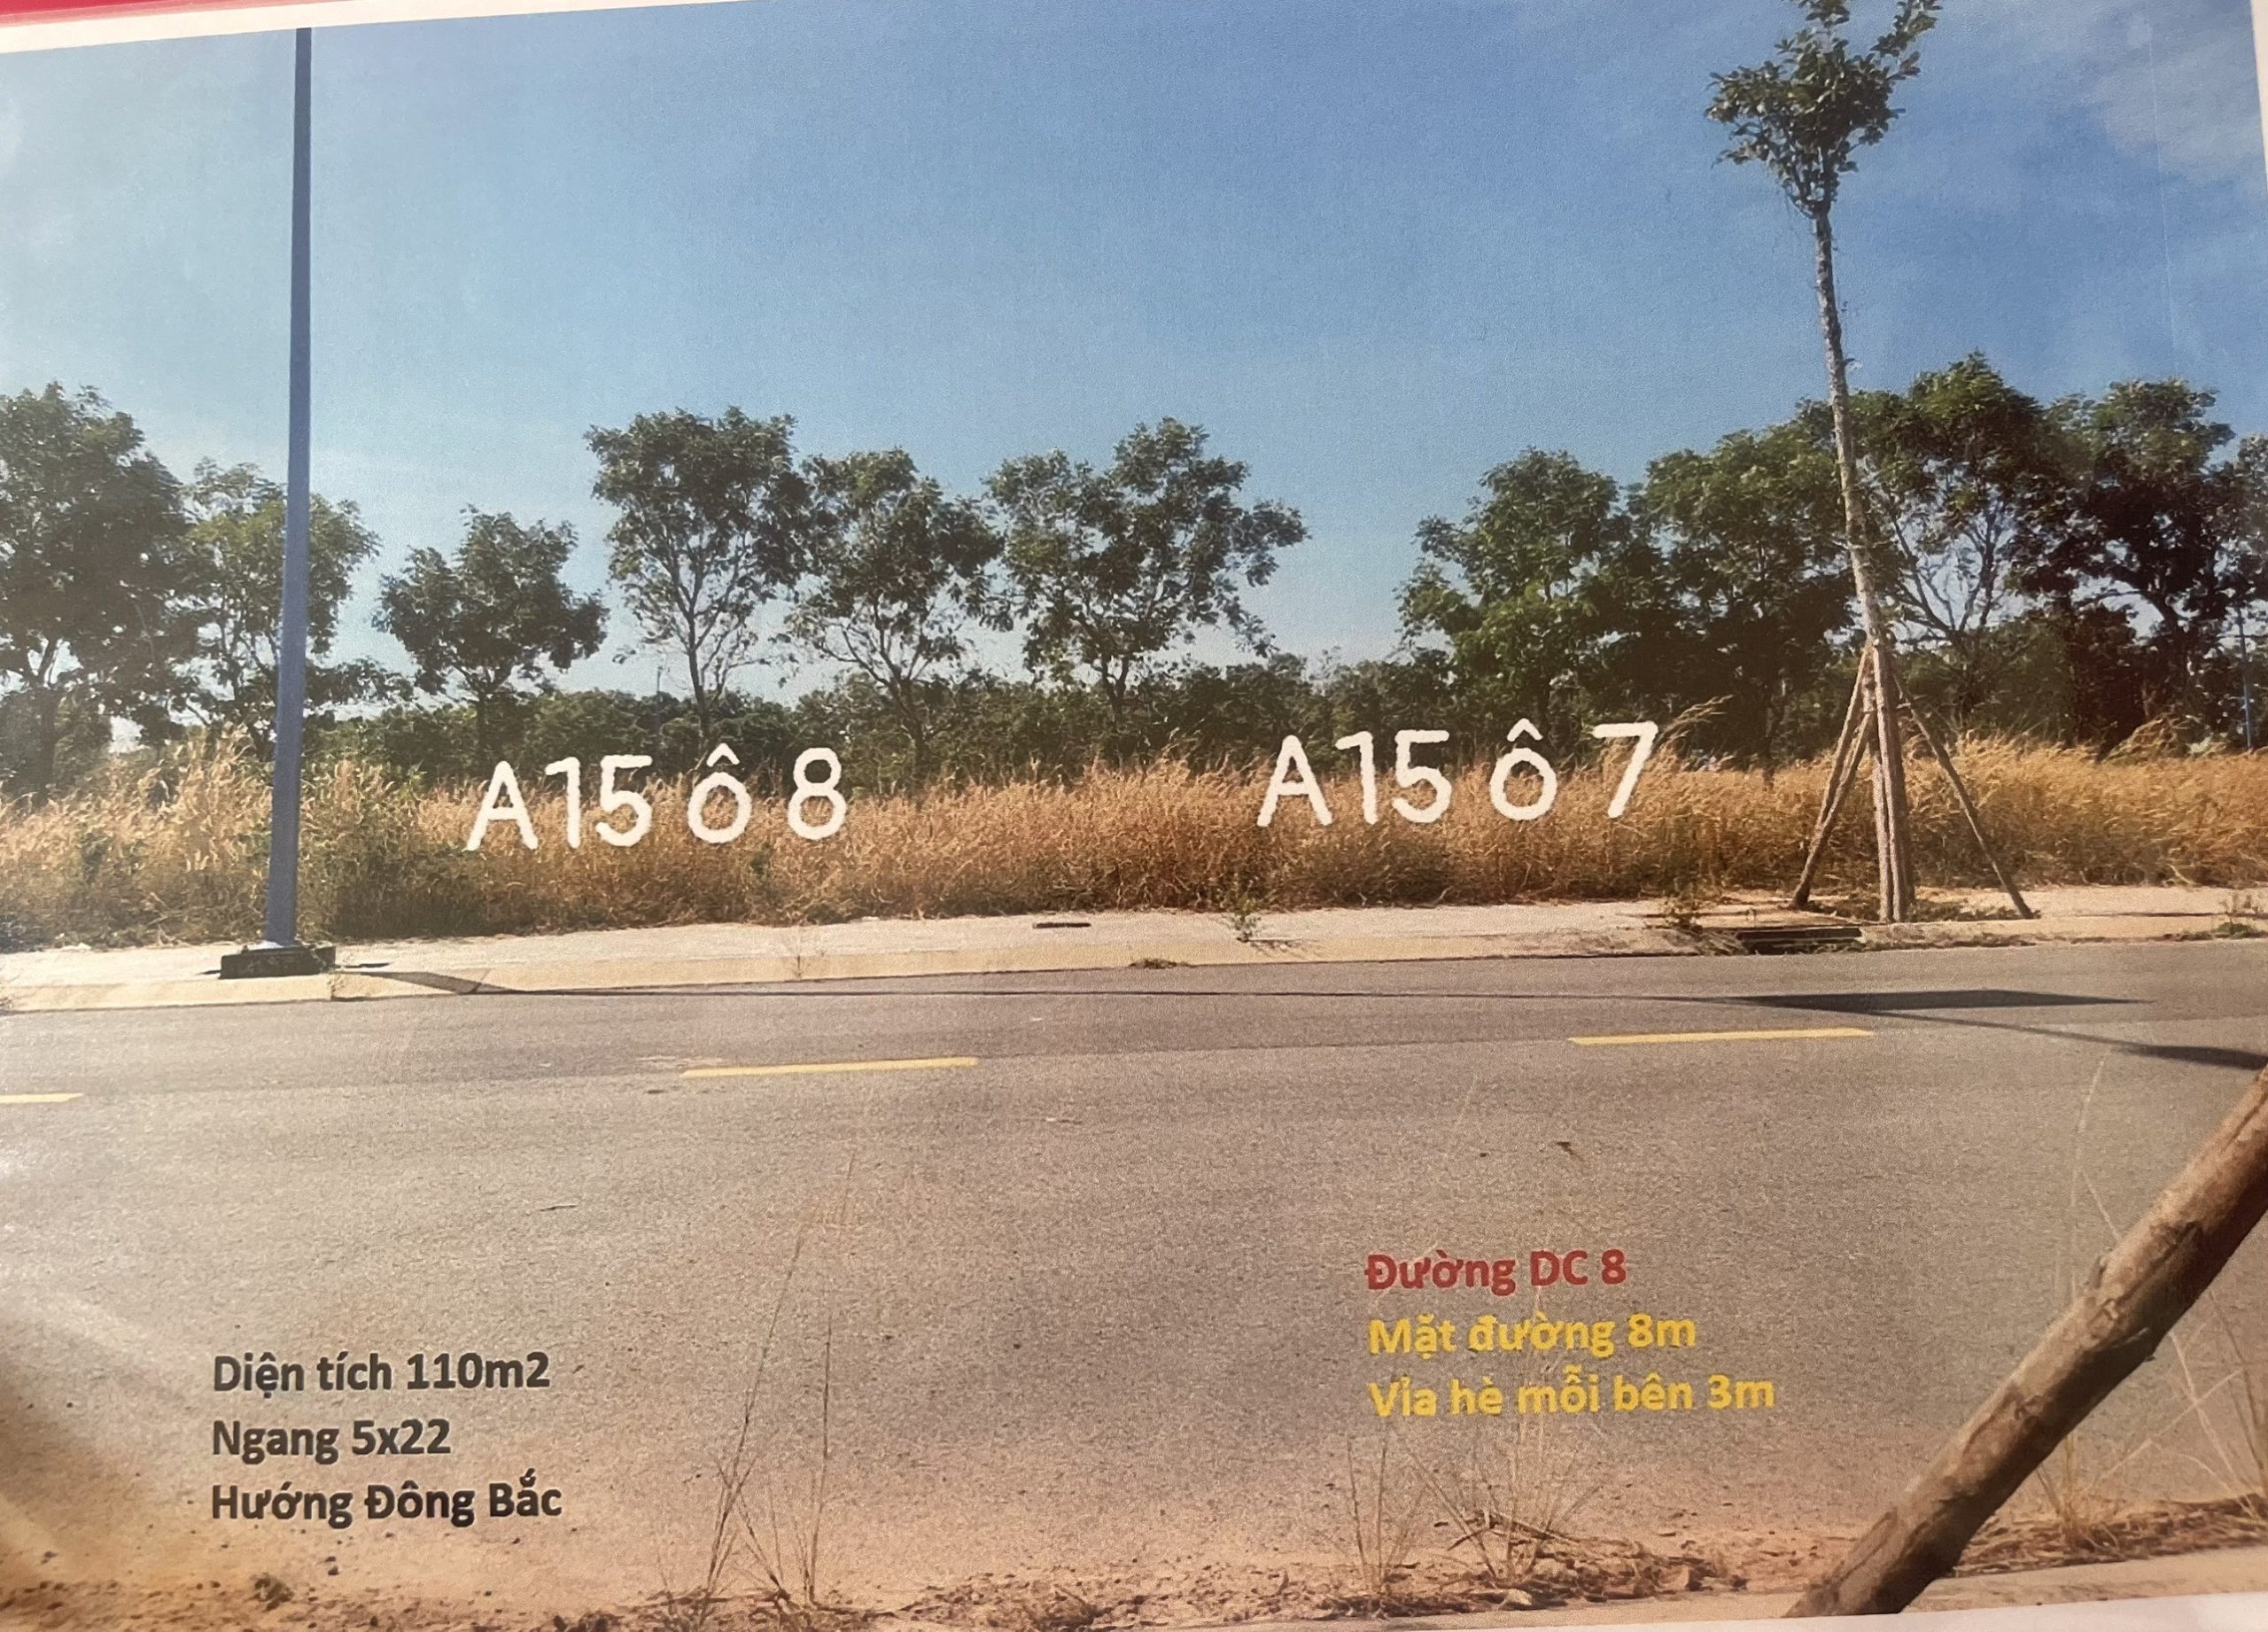 A15 ô 8
A15 ô 7
Đường DC 8
Mặt đường 8m
Vỉa hè mỗi bên 3m
Diện tích 110m2
Ngang 5x22
Hướng Đông Bắc